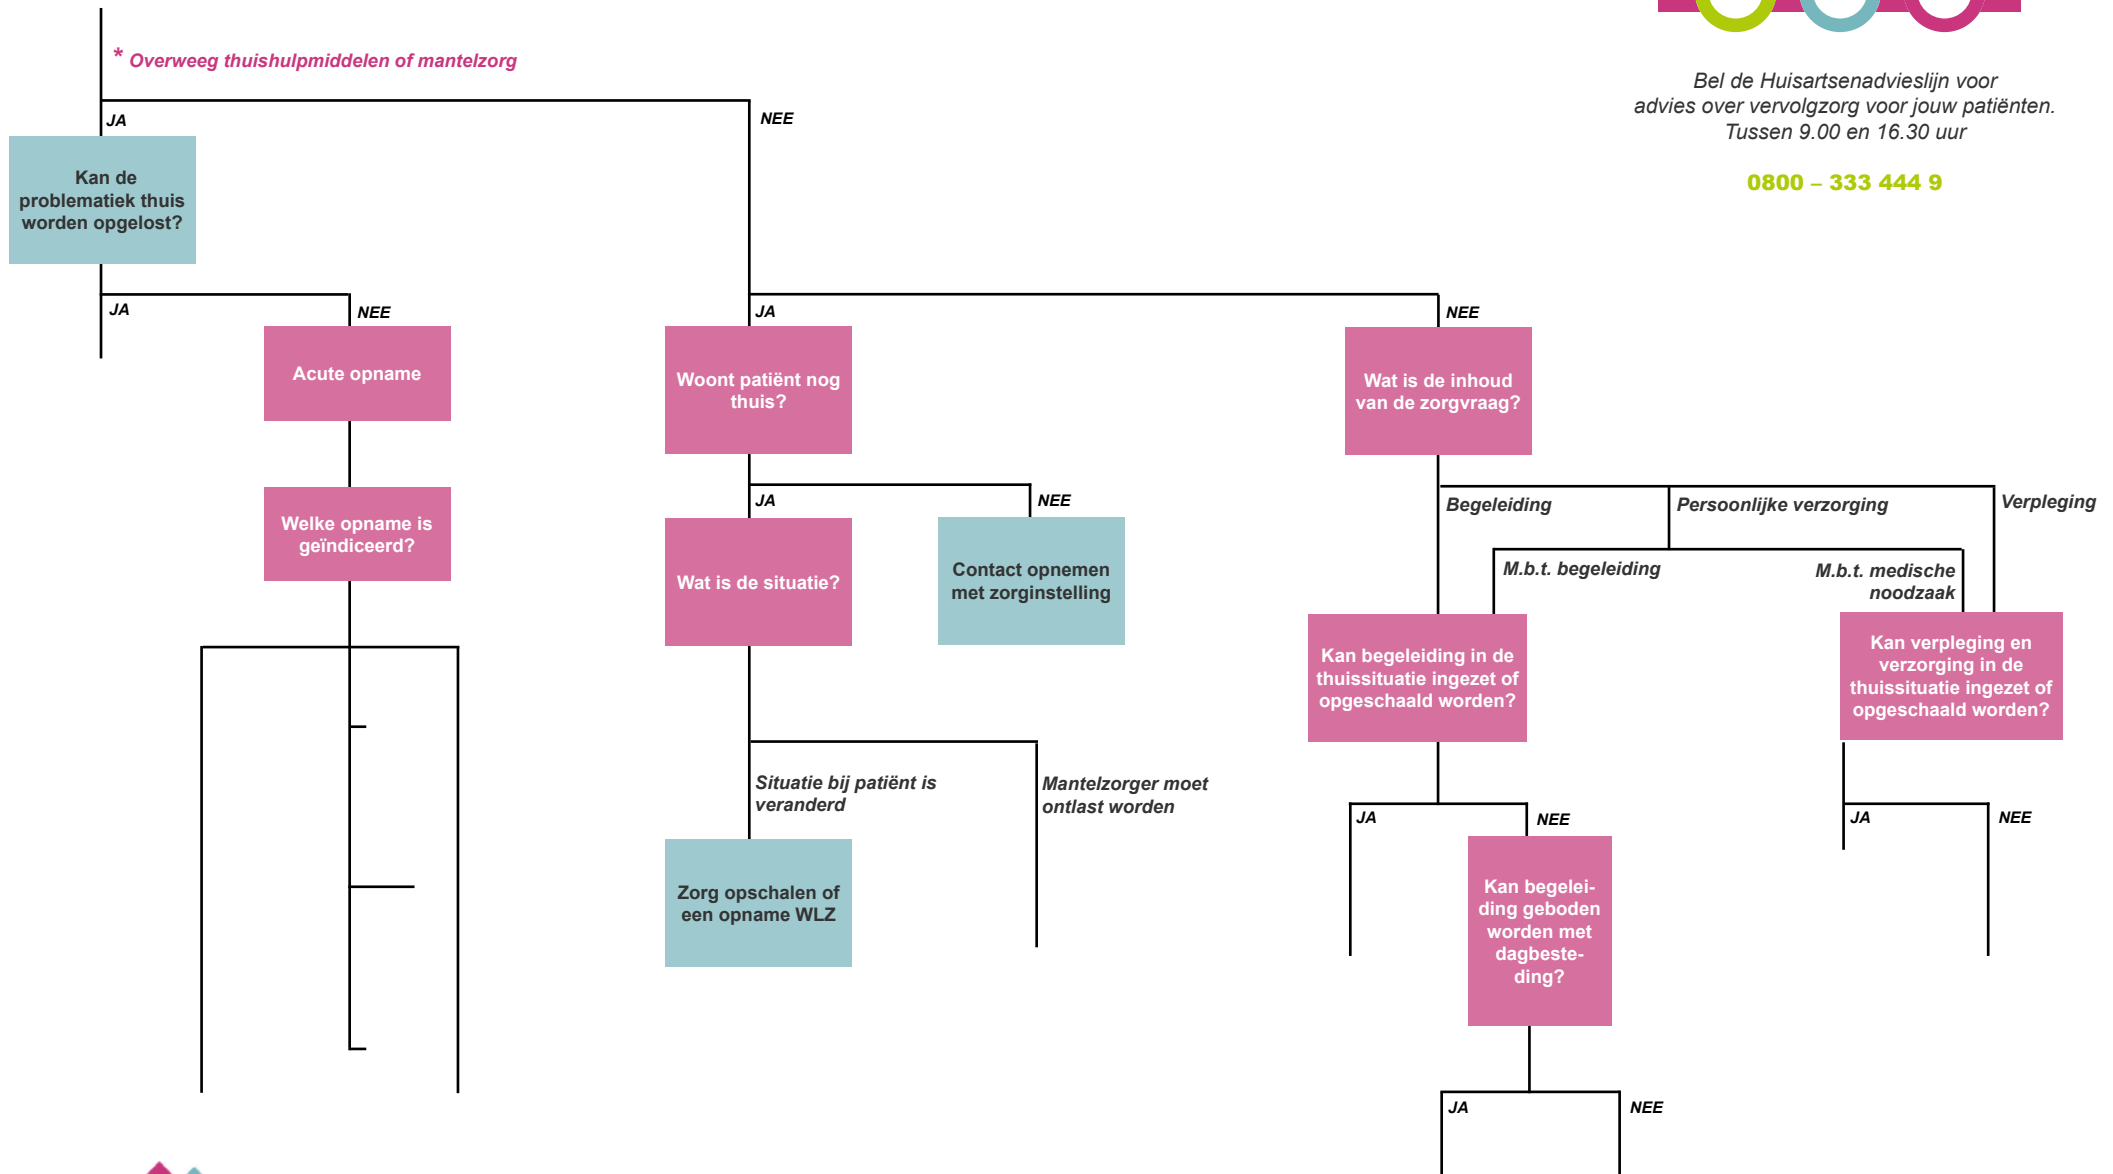 * Overweeg thuishulpmiddelen of mantelzorg
Bel de Huisartsenadvieslijn voor
advies over vervolgzorg voor jouw patiënten.
Tussen 9.00 en 16.30 uur
0800 – 333 444 9
JA
NEE
Kan de
problematiek thuis
worden opgelost?
JA
NEE
JA
NEE
Acute opname
Woont patiënt nog
thuis?
Wat is de inhoud
van de zorgvraag?
Welke opname is
geïndiceerd?
JA
NEE
Begeleiding
Persoonlijke verzorging
Verpleging
Wat is de situatie?
Contact opnemen
met zorginstelling
M.b.t. begeleiding
M.b.t. medische
noodzaak
Kan begeleiding in de
thuissituatie ingezet of
opgeschaald worden?
Kan verpleging en
verzorging in de
thuissituatie ingezet of
opgeschaald worden?
Situatie bij patiënt is
veranderd
Mantelzorger moet
ontlast worden
JA
NEE
JA
NEE
Zorg opschalen of
een opname WLZ
Kan begelei-
ding geboden
worden met
dagbeste-
ding?
JA
NEE